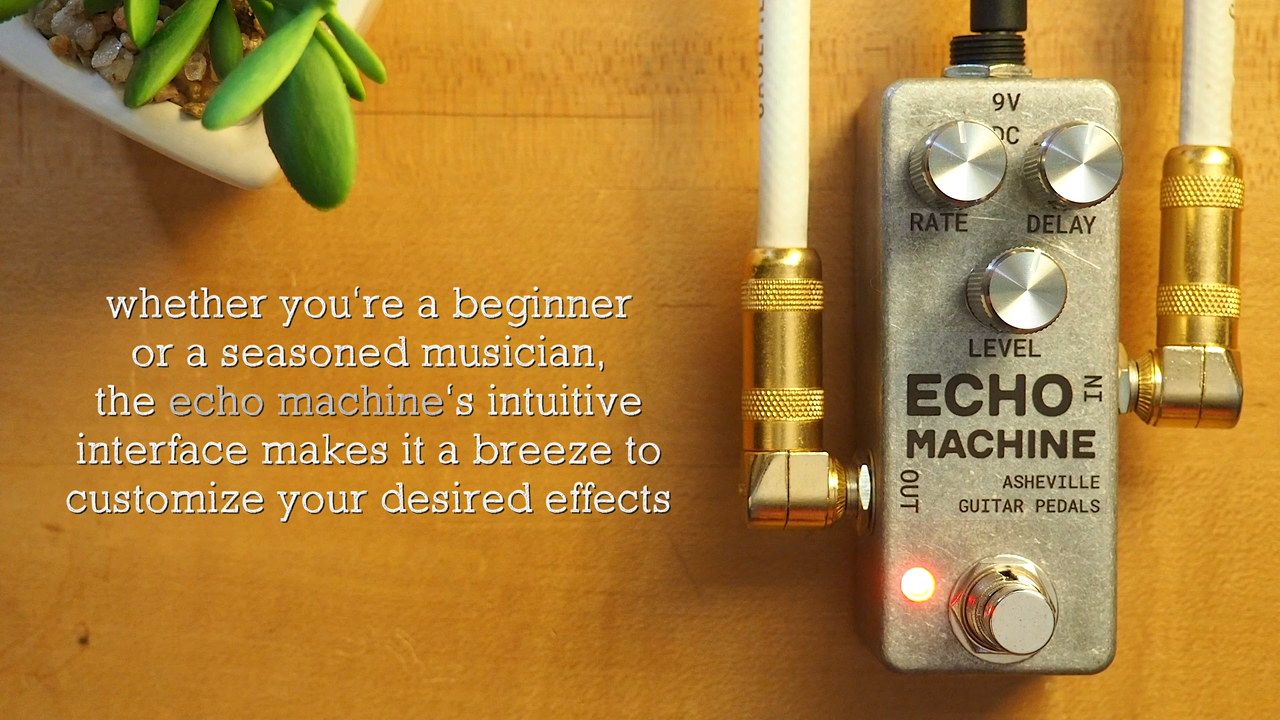 whether you're a beginner
or a seasoned musician,
the echo machine's intuitive
interface makes it a breeze to
customize your desired effects
9V
DC
RATE
DELAY
LEVEL
ECHO
IN
MACHINE
OUT
ASHEVILLE
GUITAR PEDALS